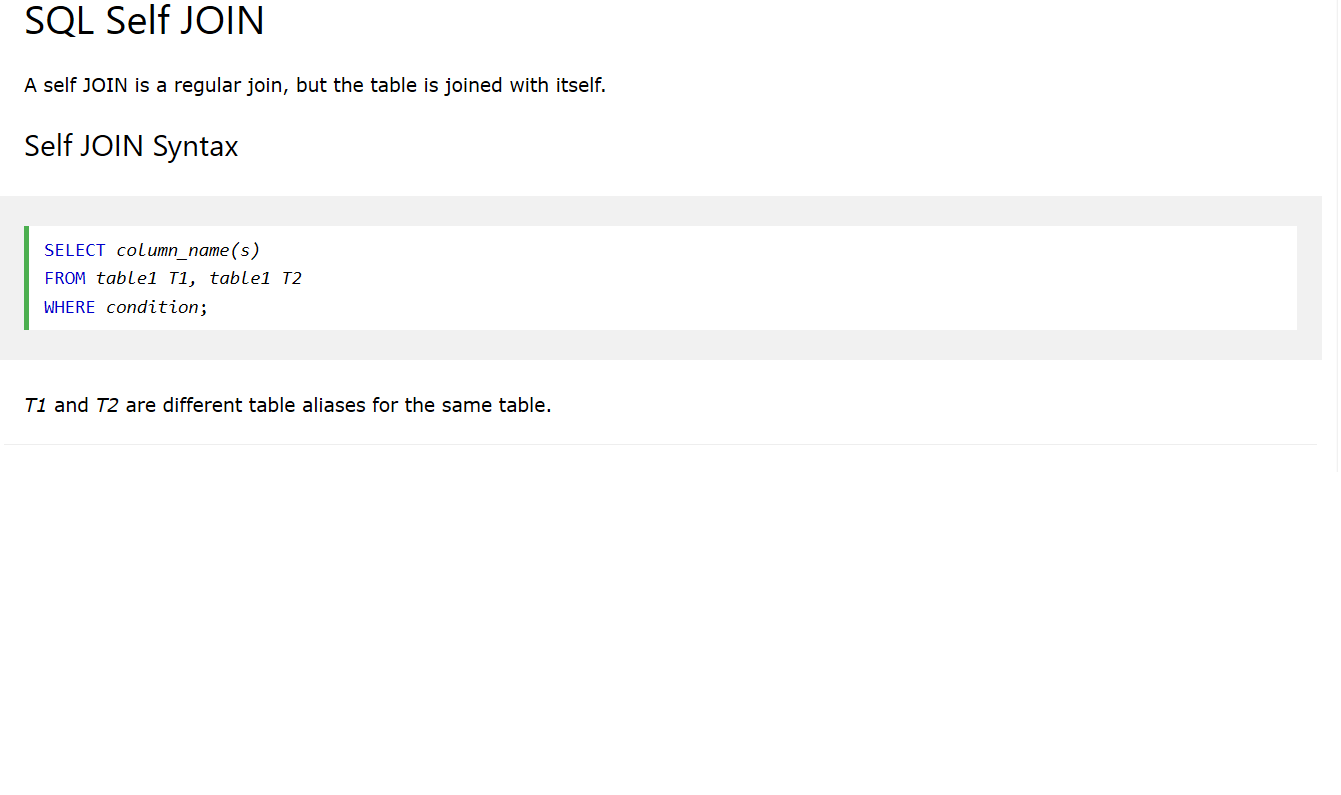 SQL Self JOIN
A self JOIN is a regular join, but the table is joined with itself.
Self JOIN Syntax
SELECT column_name(s)
FROM table1 T1, table1 T2
WHERE condition;
T1 and T2 are different table aliases for the same table.